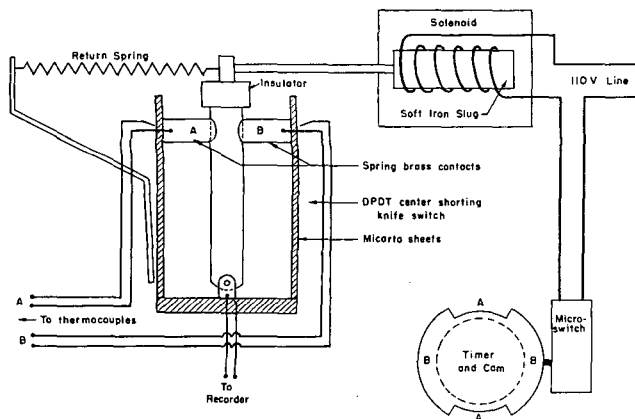 Solenoid
Return Spring
Insulator
110 V Line
Soft Iron Slug
A
B
Spring brass contacts
DPDT center shorting
knife switch
Micarta sheets
A
To thermocouples
B
To
Recorder
A
Micro-
switch
B
Timer
and Cam
B
A